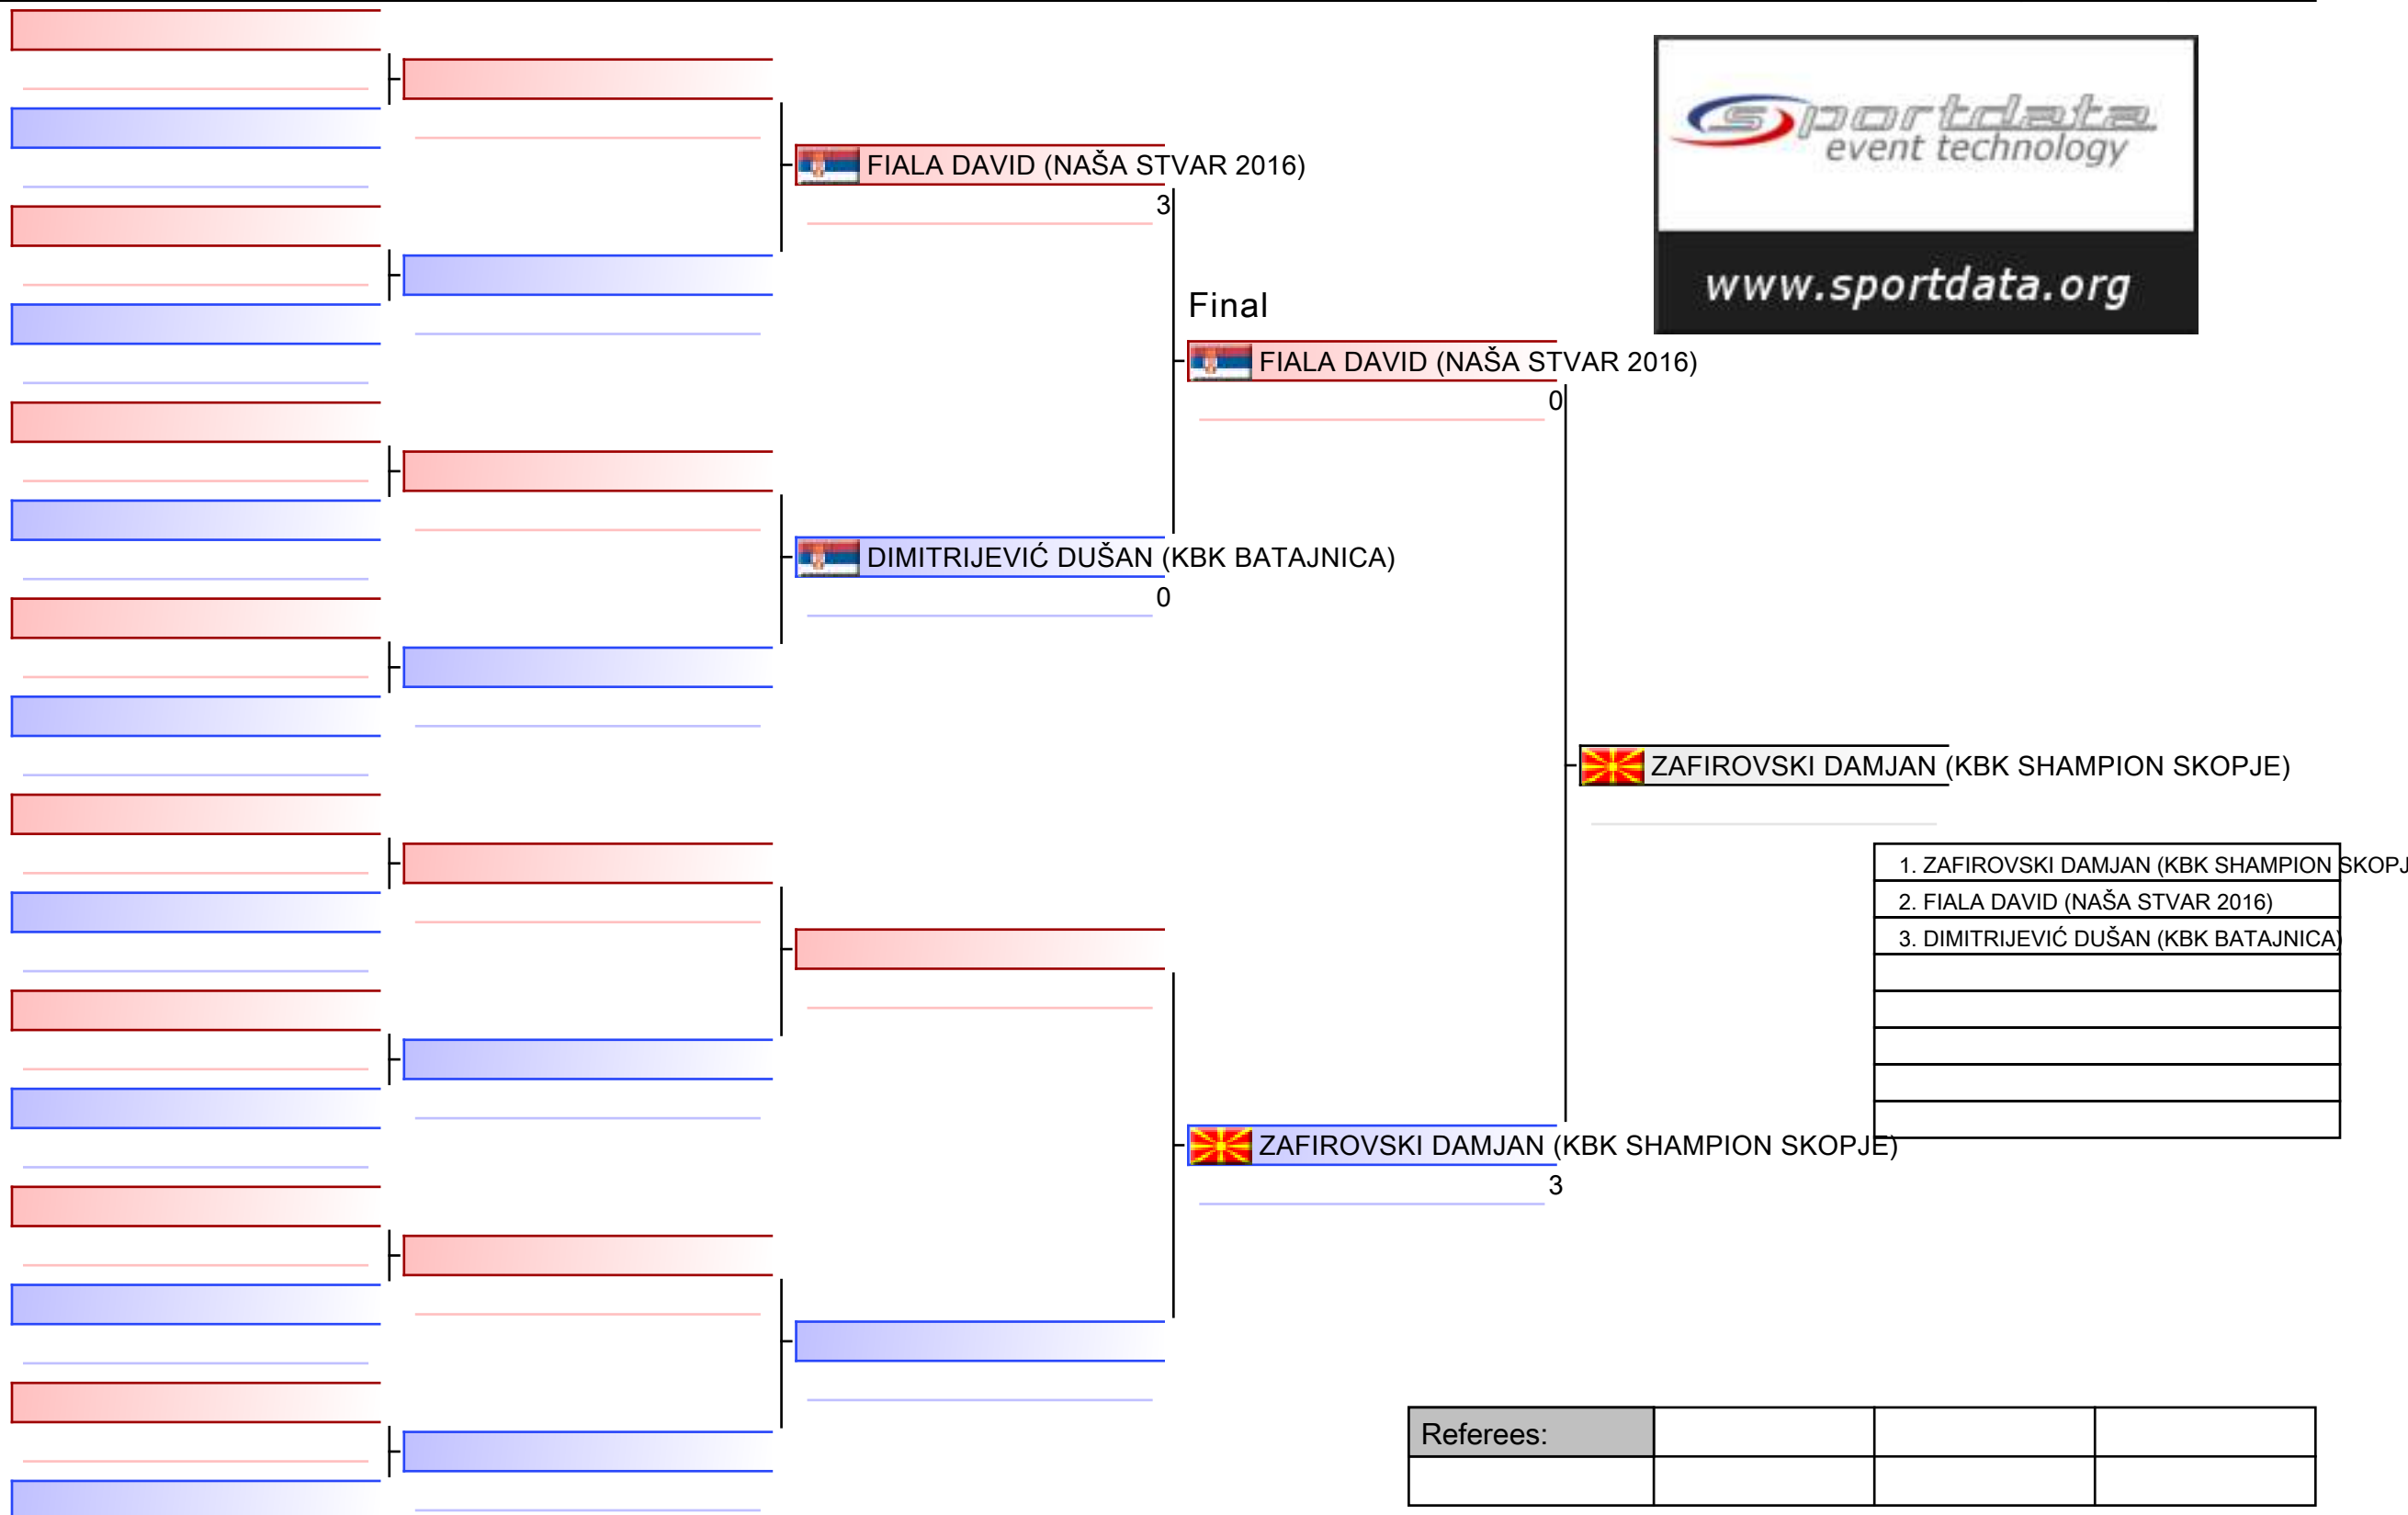 sportdata
event technology
www.sportdata.org
FIALA DAVID (NAŠA STVAR 2016)
3
Final
FIALA DAVID (NAŠA STVAR 2016)
0
DIMITRIJEVIĆ DUŠAN (KBK BATAJNICA)
0
ZAFIROVSKI DAMJAN (KBK SHAMPION SKOPJE)
1. ZAFIROVSKI DAMJAN (KBK SHAMPION SKOPJ
2. FIALA DAVID (NAŠA STVAR 2016)
3. DIMITRIJEVIĆ DUŠAN (KBK BATAJNICA)
ZAFIROVSKI DAMJAN (KBK SHAMPION SKOPJE)
3
Referees: